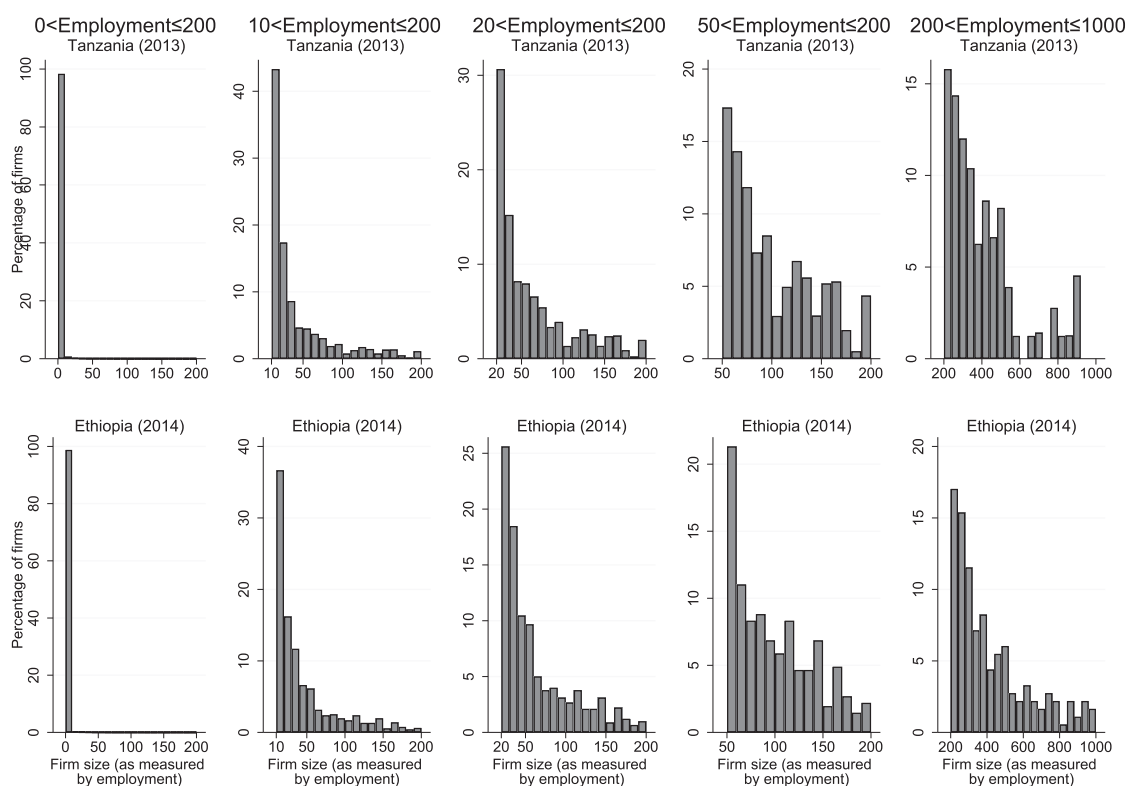 0<Employment≤200 10<Employment≤200 20<Employment≤200 50<Employment≤200 200<Employment≤1000
Tanzania (2013) Tanzania (2013) Tanzania (2013) Tanzania (2013) Tanzania (2013)
Percentage of firms
0 20 40 60 80 100
0 50 100 150 200
0 10 20 30 40
10 50 100 150 200
0 10 20 30
20 50 100 150 200
0 5 10 15 20
50 100 150 200
0 5 10 15
200 400 600 800 1000
Ethiopia (2014) Ethiopia (2014) Ethiopia (2014) Ethiopia (2014) Ethiopia (2014)
Percentage of firms
0 20 40 60 80 100
0 50 100 150 200
0 10 20 30 40
10 50 100 150 200
0 5 10 15 20 25
20 50 100 150 200
0 5 10 15 20
50 100 150 200
0 5 10 15 20
200 400 600 800 1000
Firm size (as measured Firm size (as measured Firm size (as measured Firm size (as measured Firm size (as measured
by employment) by employment) by employment) by employment) by employment)